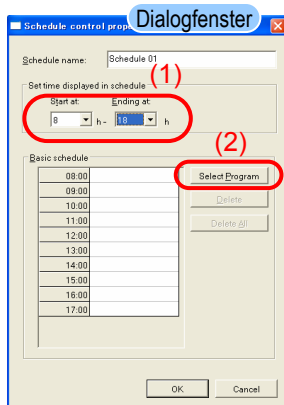 Schedule control prope
Dialogfenster
Schedule name: Schedule 01
Set time displayed in schedule
(1)
Start at: Ending at:
8 h - 18 h
(2)
Basic schedule
Select Program
08:00
09:00
Delete
10:00
11:00
Delete All
12:00
13:00
14:00
15:00
16:00
17:00
OK Cancel